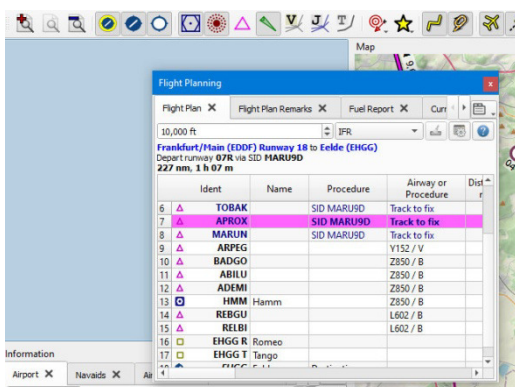 Map
Flight Planning
Flight Plan Flight Plan Remarks Fuel Report Curr
10,000 ft IFR
Frankfurt/Main (EDDF) Runway 18 to Eelde (EHGG)
Depart runway 07R via SID MARU9D
227 nm, 1 h 07 m
Ident Name Procedure Airway or Procedure Dist
6 TOBAK SID MARU9D Track to fix
7 APROX SID MARU9D Track to fix
8 MARUN SID MARU9D Track to fix
9 ARPEG Y152 / V
10 BADGO Z850 / B
11 ABILU Z850 / B
12 ADEMI Z850 / B
13 HMM Hamm Z850 / B
14 REBGU L602 / B
15 RELBI L602 / B
16 EHGG R Romeo
17 EHGG T Tango
Information
Airport Navaids